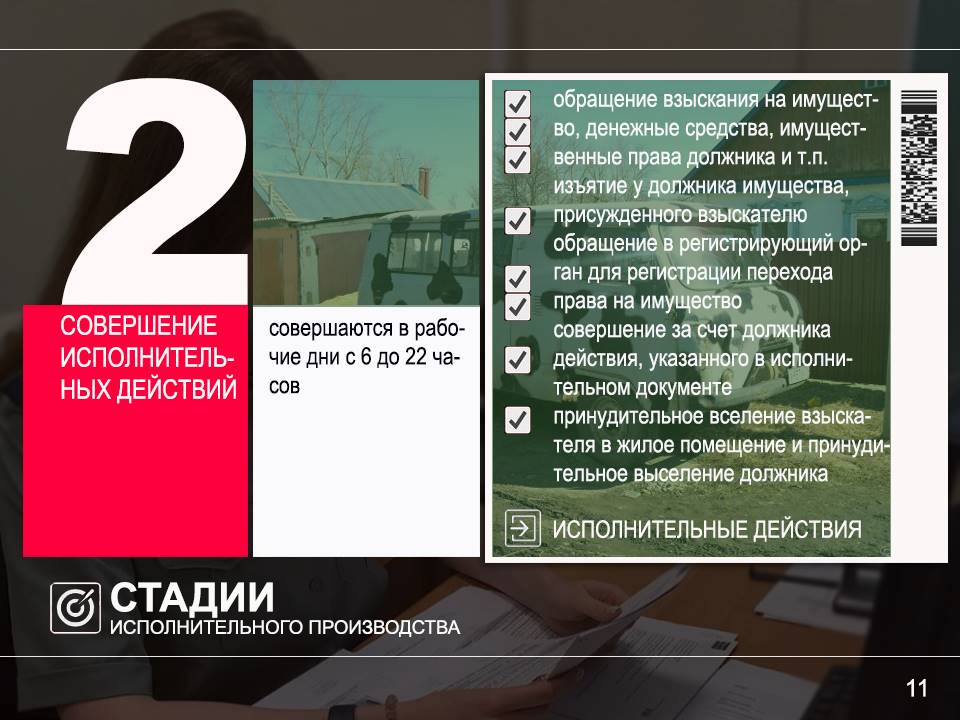 2
СОВЕРШЕНИЕ
ИСПОЛНИТЕЛЬ-
НЫХ ДЕЙСТВИЙ
совершаются в рабо-
чие дни с 6 до 22 ча-
сов
обращение взыскания на имущест-
во, денежные средства, имущест-
венные права должника и т.п.
изъятие у должника имущества,
присужденного взыскателю
обращение в регистрирующий ор-
ган для регистрации перехода
права на имущество
совершение за счет должника
действия, указанного в исполни-
тельном документе
принудительное вселение взыска-
теля в жилое помещение и принуди-
тельное выселение должника
ИСПОЛНИТЕЛЬНЫЕ ДЕЙСТВИЯ
СТАДИИ
ИСПОЛНИТЕЛЬНОГО ПРОИЗВОДСТВА
11